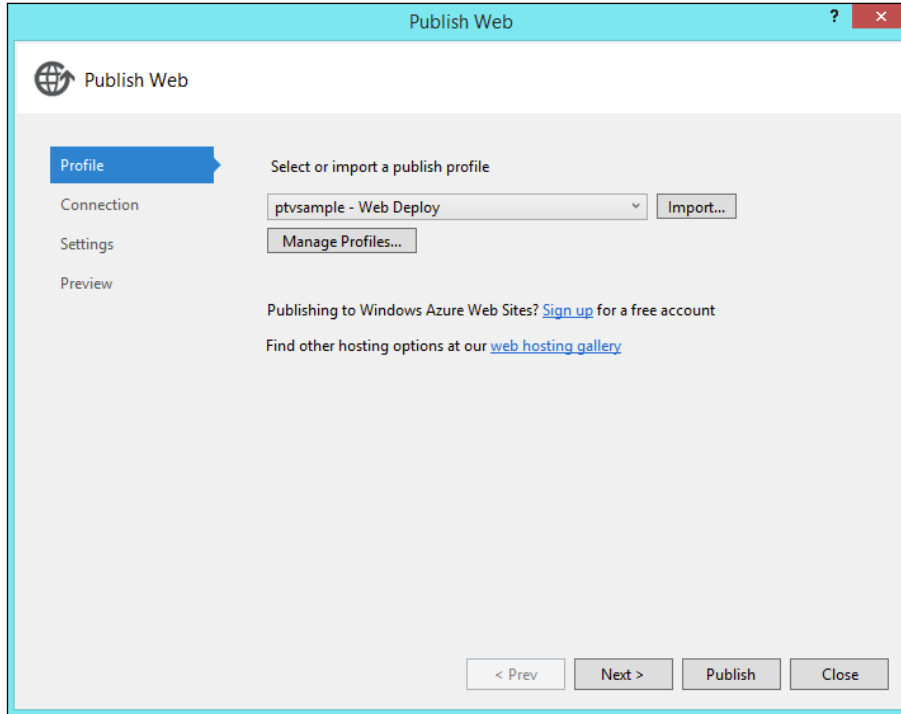 Publish Web
?
Publish Web
Profile
Connection
Settings
Preview
Select or import a publish profile
ptvsample - Web Deploy
Import...
Manage Profiles...
Publishing to Windows Azure Web Sites? Sign up for a free account
Find other hosting options at our web hosting gallery
< Prev
Next >
Publish
Close